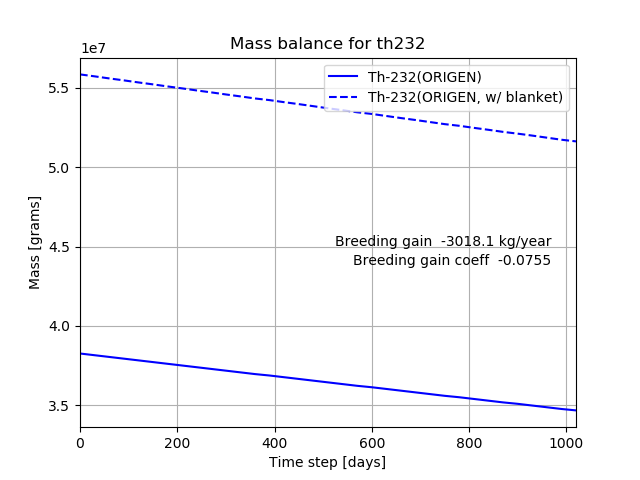 Mass balance for th232
1e7
Th-232(ORIGEN)
Th-232(ORIGEN, w/ blanket)
5.5
5.0
4.5
4.0
3.5
Mass [grams]
Breeding gain  -3018.1 kg/year
Breeding gain coeff  -0.0755
0 200 400 600 800 1000
Time step [days]